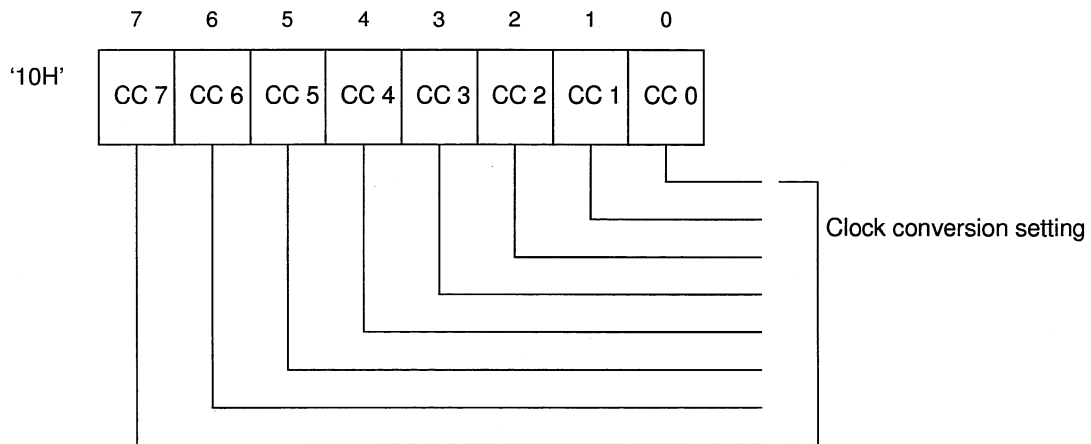 7 6 5 4 3 2 1 0
‘10H’ CC 7 CC 6 CC 5 CC 4 CC 3 CC 2 CC 1 CC 0
Clock conversion setting